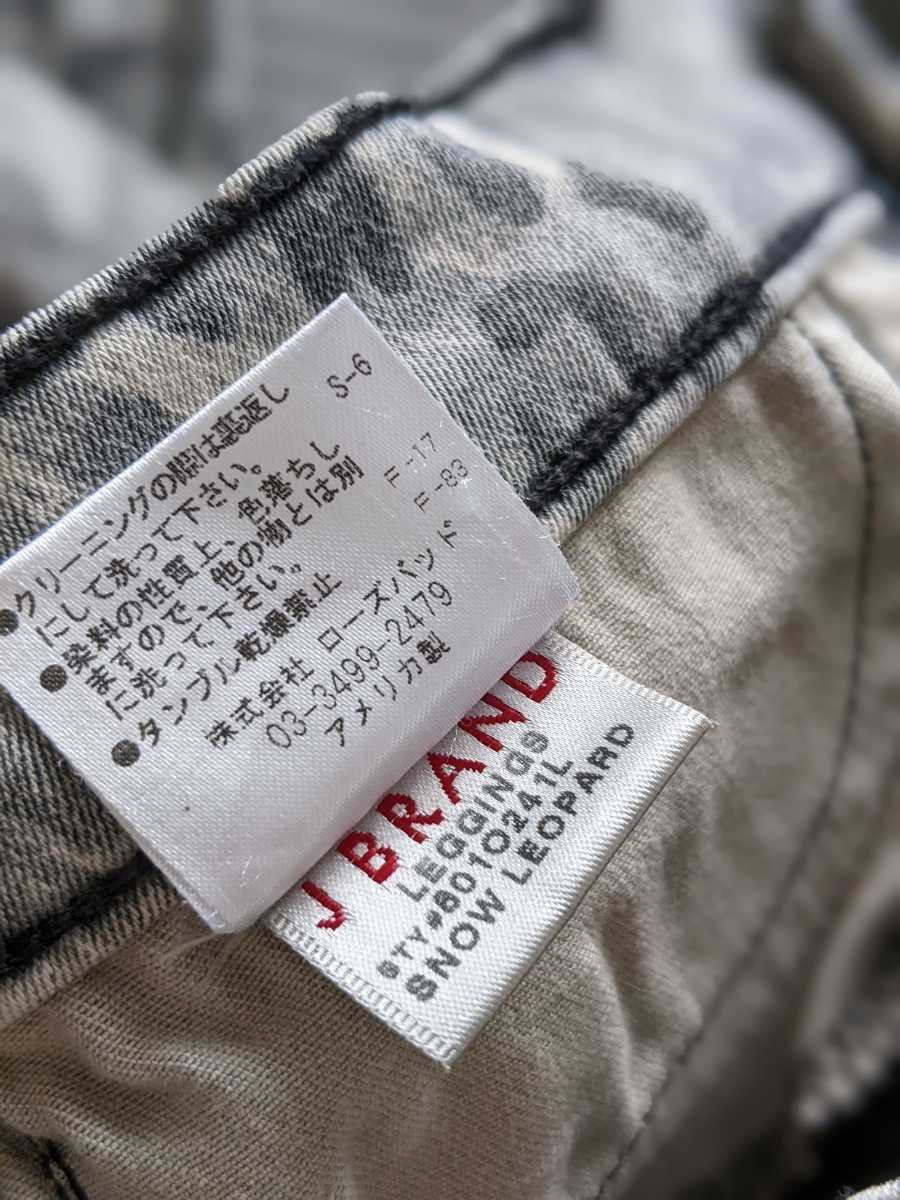 S-6
●クリーニングの際は裏返し
にして洗って下さい。
●染料の性質上、色落ちし
ますので、他の物とは別
に洗って下さい。
●タンブル乾燥禁止
F-17
F-83
株式会社 ローズバッド
03-3499-2479
アメリカ製
J BRAND
LEGGINGS
STY#801O241L
SNOW LEOPARD